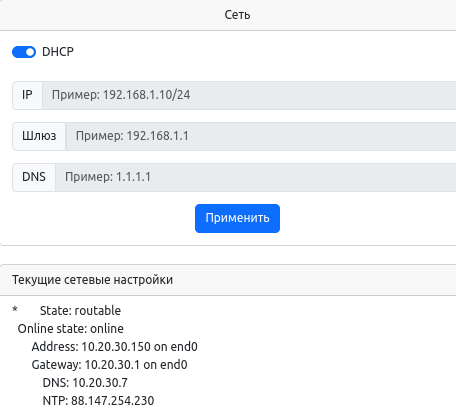 Сеть
DHCP
IP Пример: 192.168.1.10/24
Шлюз Пример: 192.168.1.1
DNS Пример: 1.1.1.1
Применить
Текущие сетевые настройки
* State: routable
Online state: online
Address: 10.20.30.150 on end0
Gateway: 10.20.30.1 on end0
DNS: 10.20.30.7
NTP: 88.147.254.230